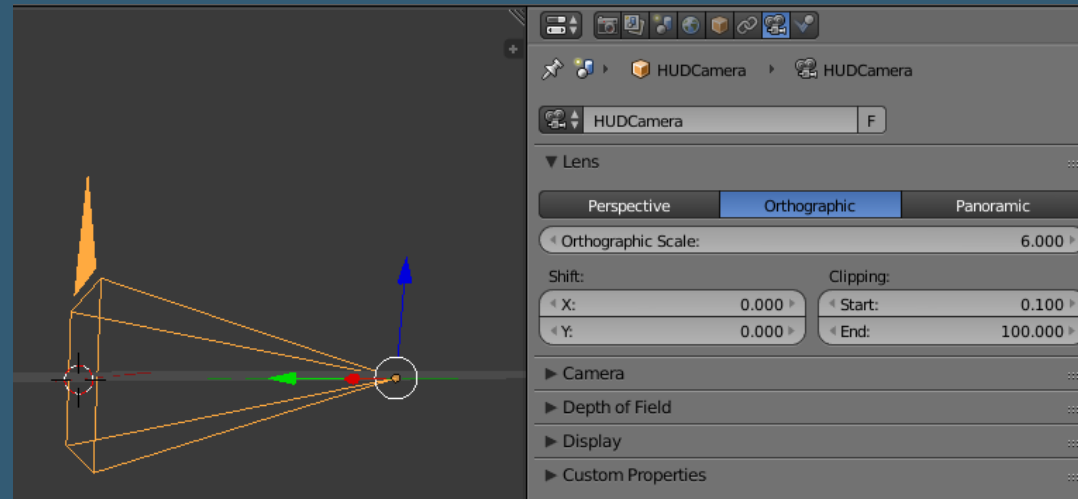 HUDCamera HUDCamera
HUDCamera F
Lens
Perspective Orthographic Panoramic
Orthographic Scale: 6.000
Shift: Clipping:
X: 0.000 Start: 0.100
Y: 0.000 End: 100.000
Camera
Depth of Field
Display
Custom Properties